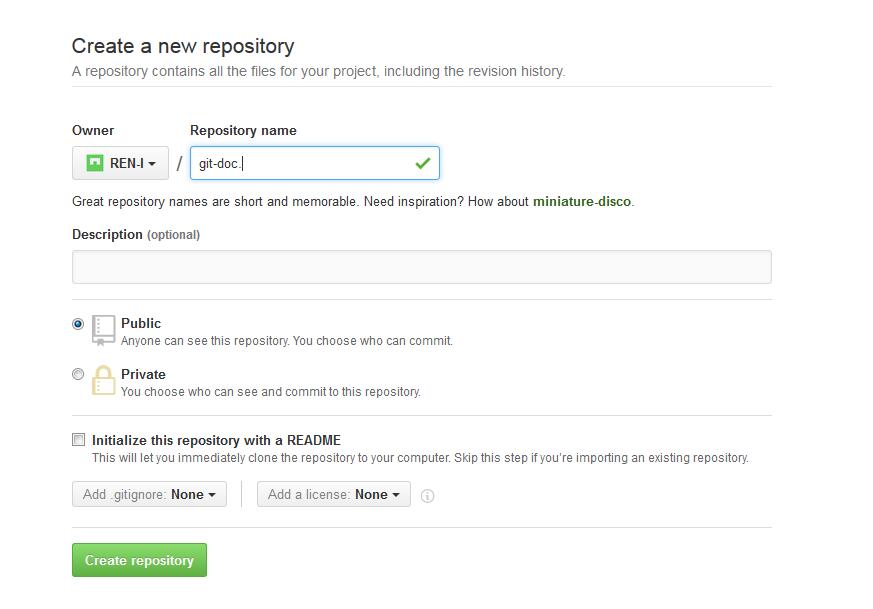 Create a new repository
A repository contains all the files for your project, including the revision history.
Owner Repository name
REN-I / git-doc.
Great repository names are short and memorable. Need inspiration? How about miniature-disco.
Description (optional)
Public
Anyone can see this repository. You choose who can commit.
Private
You choose who can see and commit to this repository.
Initialize this repository with a README
This will let you immediately clone the repository to your computer. Skip this step if you're importing an existing repository.
Add .gitignore: None Add a license: None
Create repository